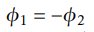 ϕ₁ = −ϕ₂